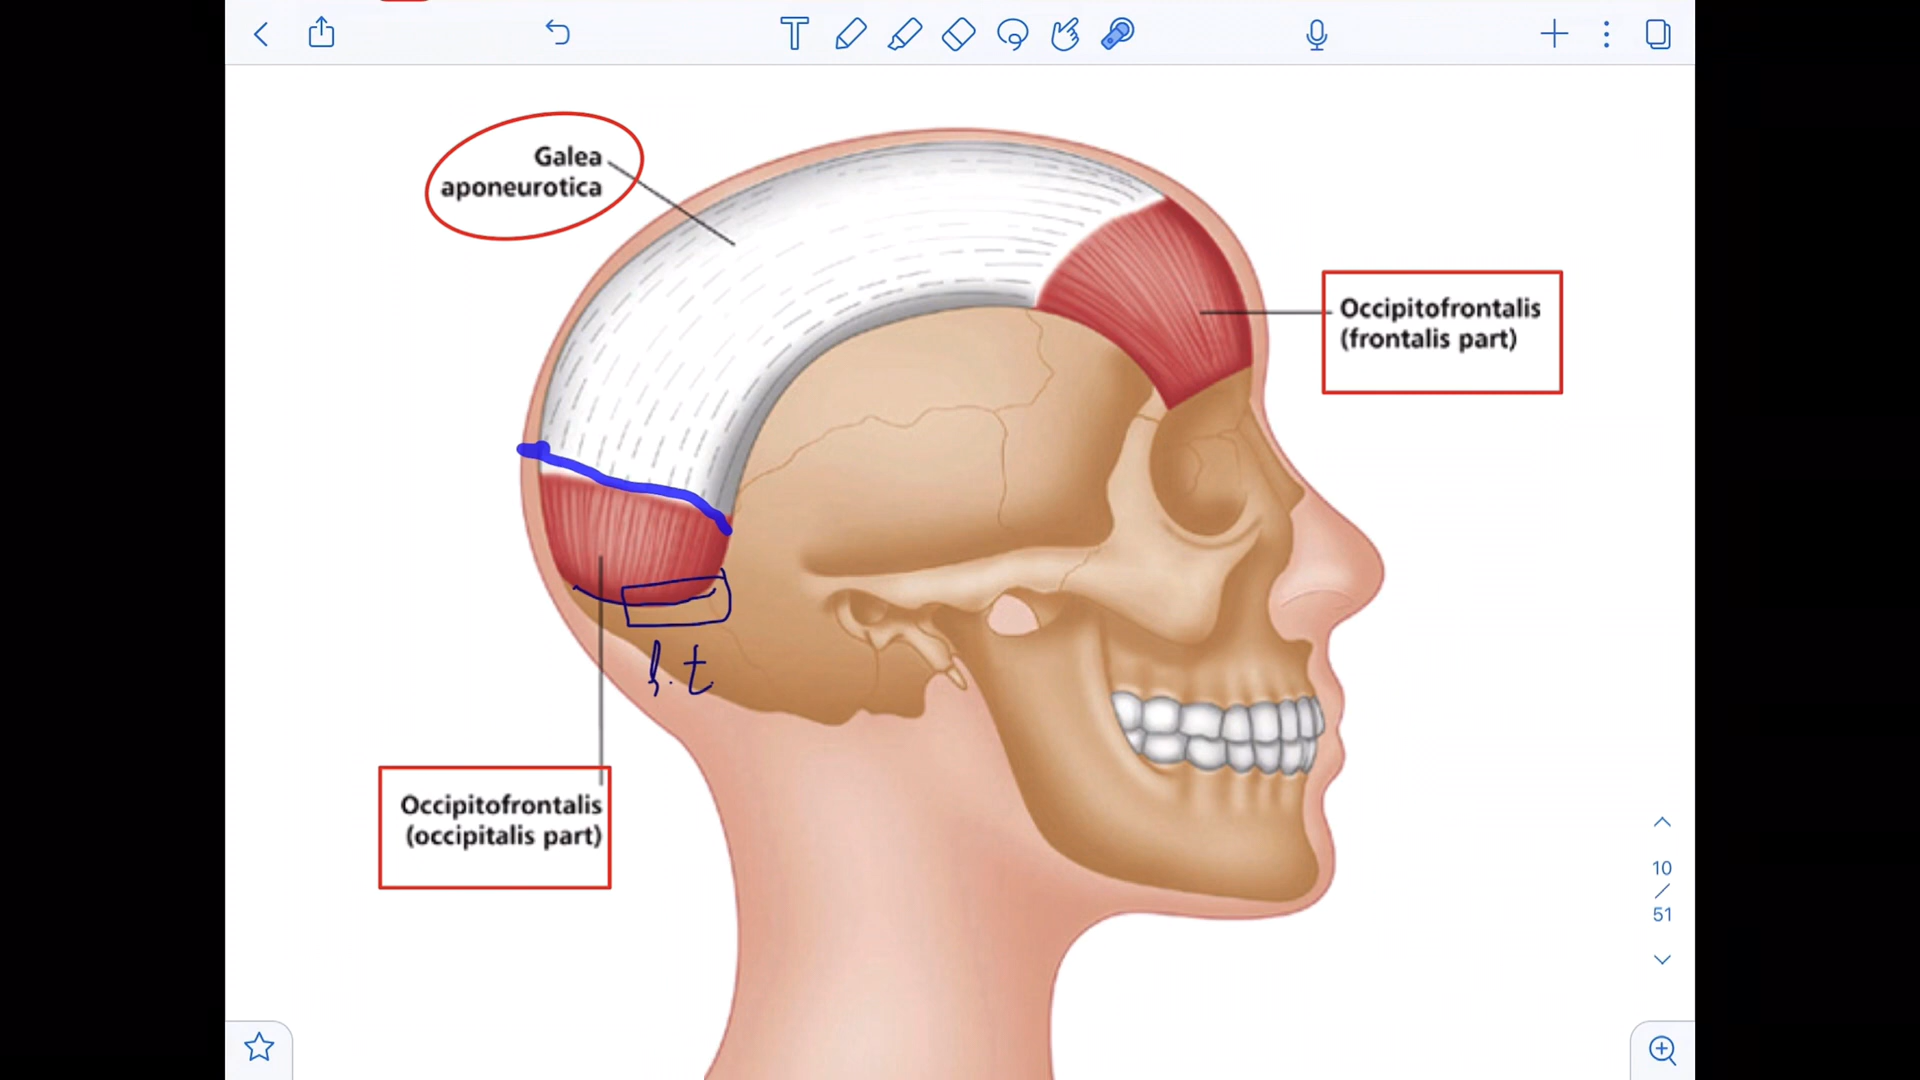 Galea
aponeurotica
Occipitofrontalis
(frontalis part)
Occipitofrontalis
(occipitalis part)
10
/
51